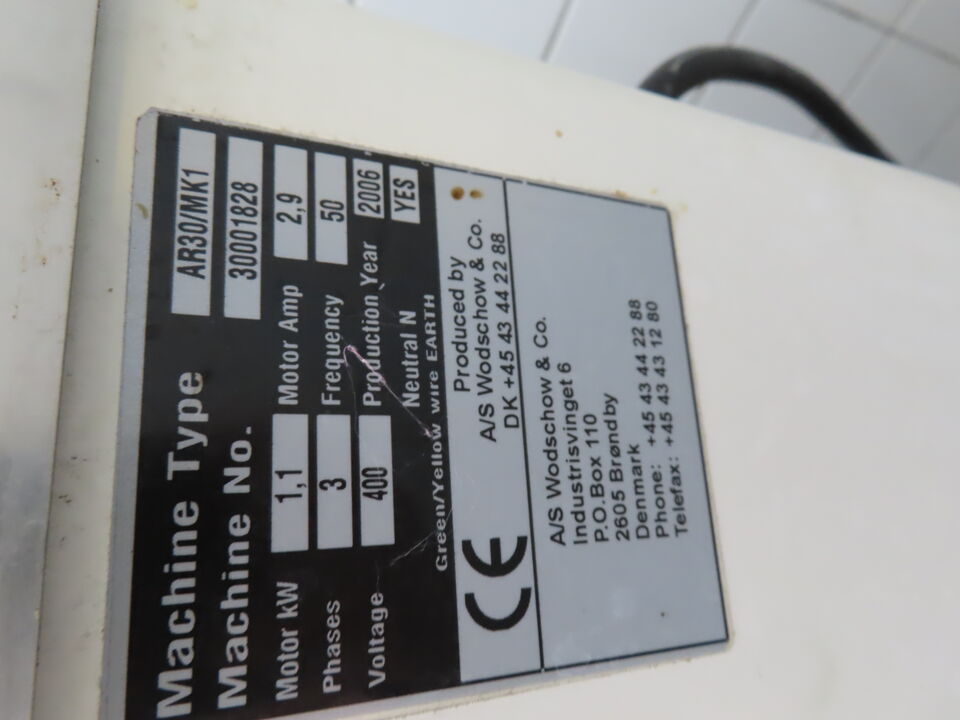 Machine Type AR30/MK1
Machine No. 30001828
Motor kW 1,1 Motor Amp 2,9
Phases 3 Frequency 50
Voltage 400 Production Year 2006
Neutral N YES
Green/Yellow wire EARTH
CE
Produced by
A/S Wodschow & Co.
DK +45 43 44 22 88
A/S Wodschow & Co.
Industrisvinget 6
P.O.Box 110
2605 Brøndby
Denmark
Phone: +45 43 44 22 88
Telefax: +45 43 43 12 80